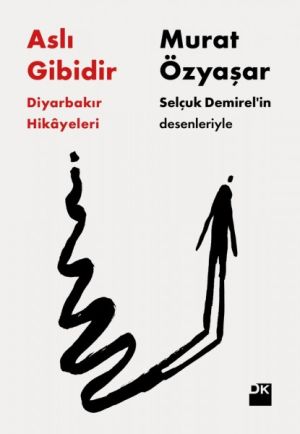 Aslı
Gibidir
Diyarbakır
Hikâyeleri
Murat
Özyaşar
Selçuk Demirel'in
desenleriyle
DK